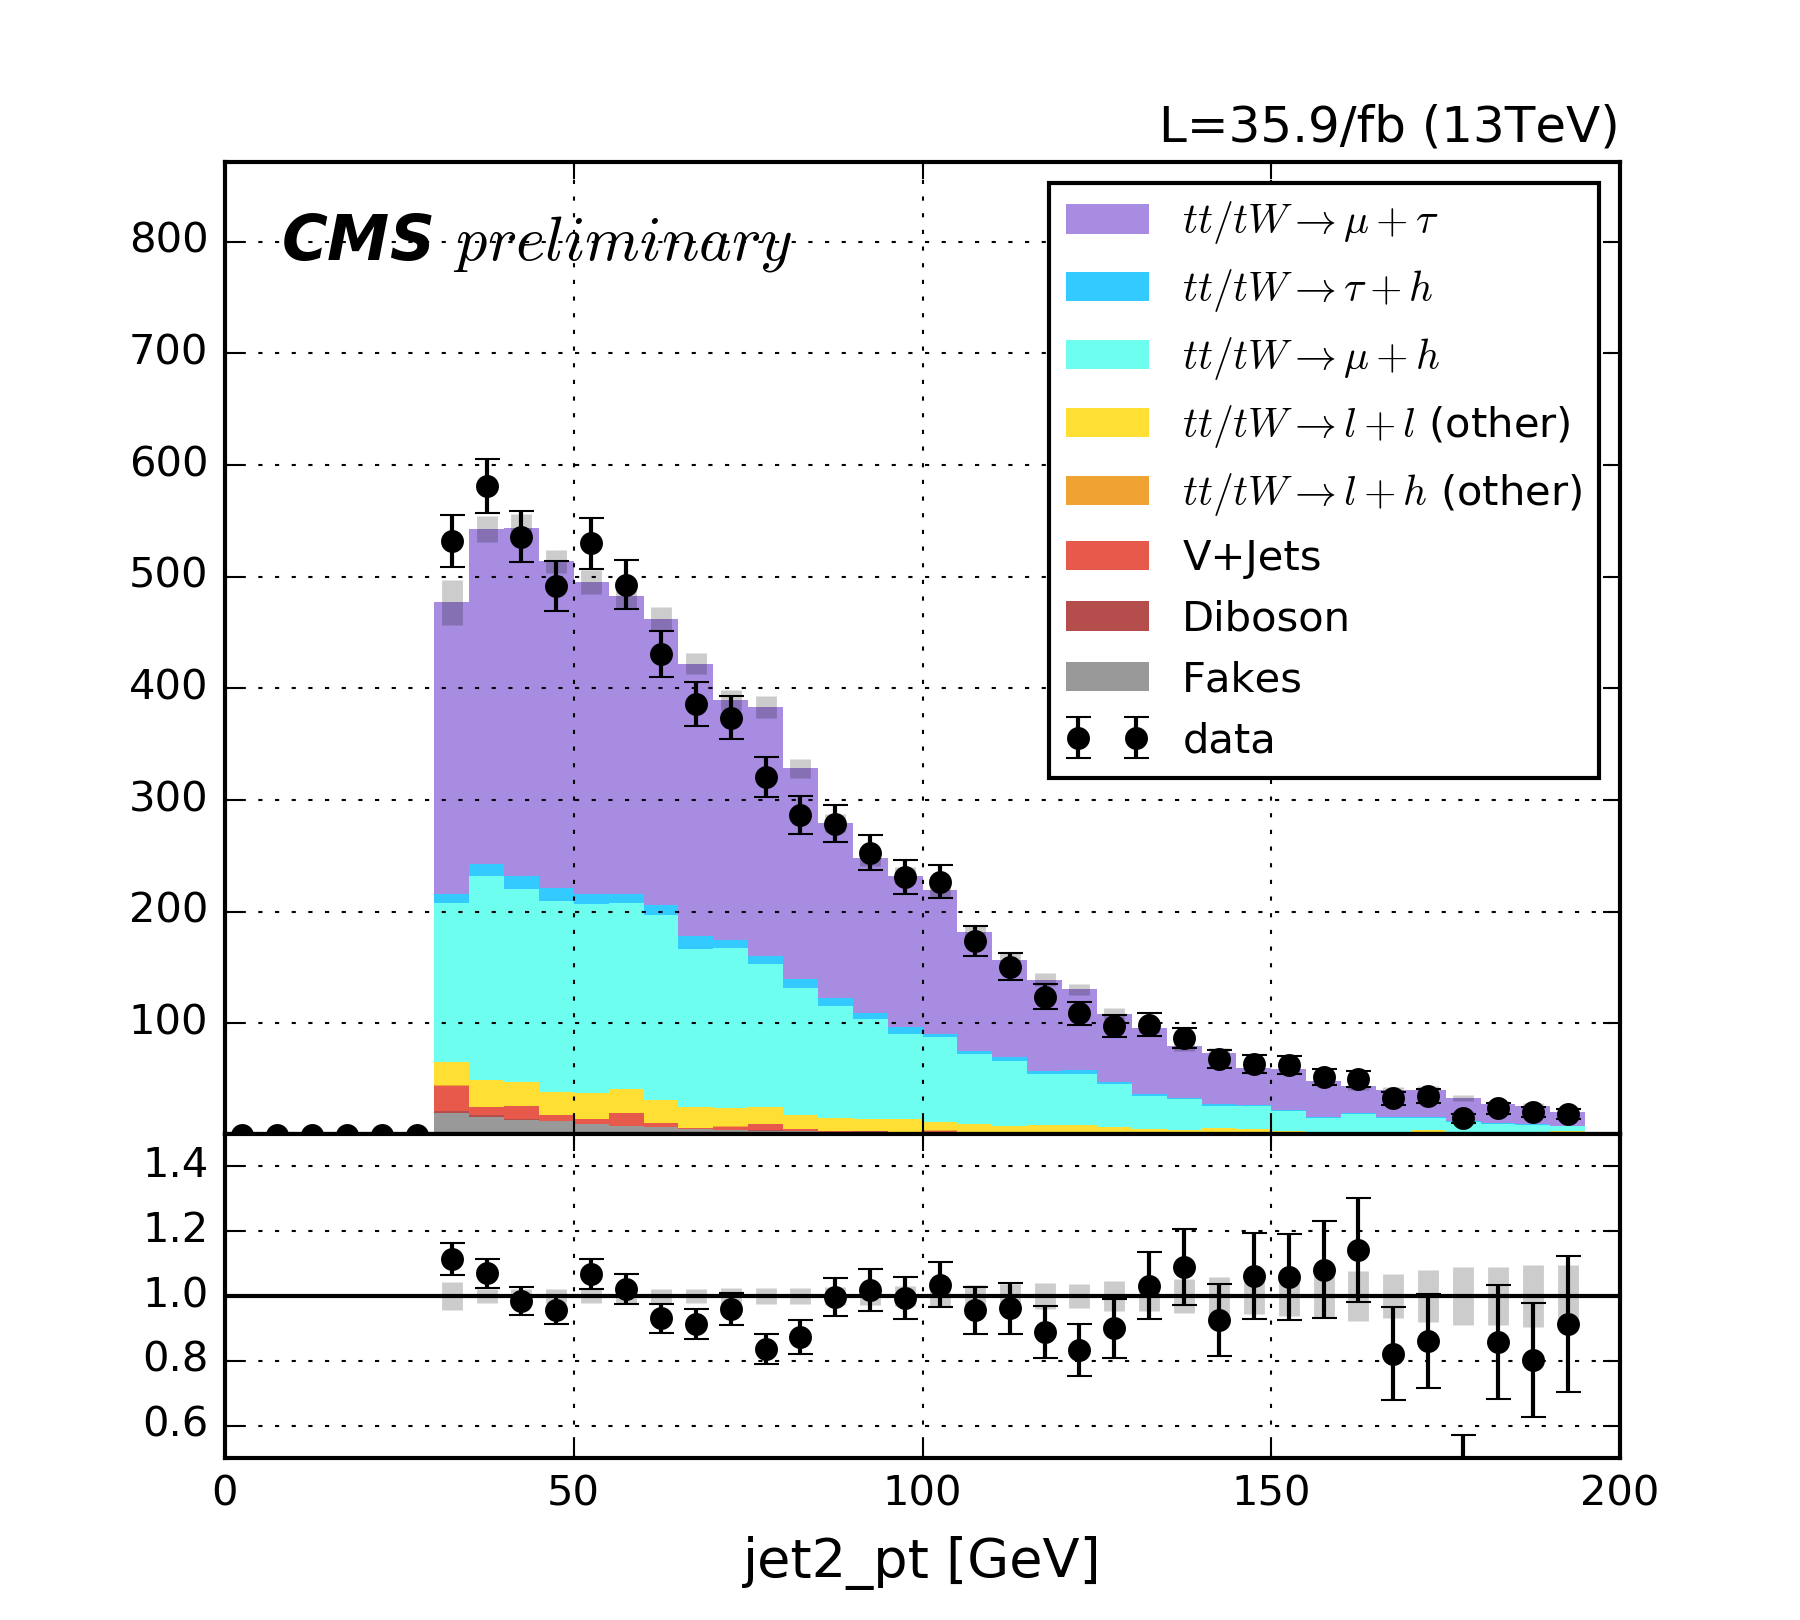 L=35.9/fb (13TeV)
CMS preliminary
800
700
600
500
400
300
200
100
tt/tW→μ+τ
tt/tW→τ+h
tt/tW→μ+h
tt/tW→l+l (other)
tt/tW→l+h (other)
V+Jets
Diboson
Fakes
data
1.4
1.2
1.0
0.8
0.6
0 50 100 150 200
jet2_pt [GeV]